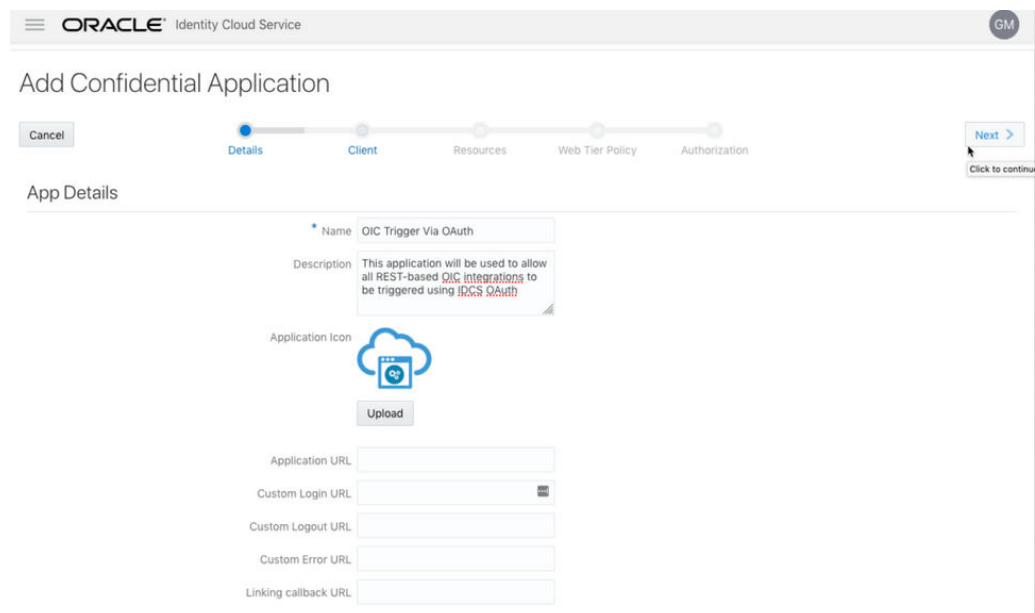 ORACLE® Identity Cloud Service
GM
Add Confidential Application
Cancel
Next >
Details
Client
Resources
Web Tier Policy
Authorization
Click to continue
App Details
* Name OIC Trigger Via OAuth
Description This application will be used to allow
all REST-based OIC integrations to
be triggered using IDCS OAuth
Application Icon
Upload
Application URL
Custom Login URL
Custom Logout URL
Custom Error URL
Linking callback URL